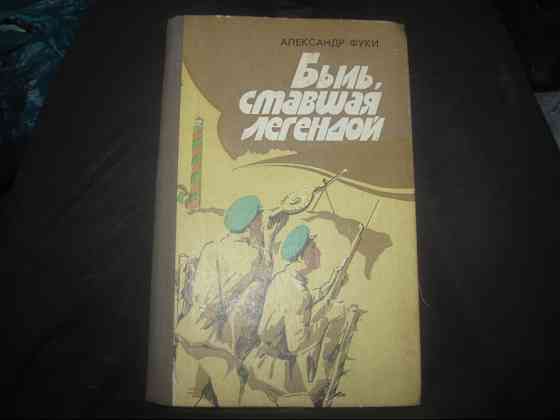 АЛЕКСАНДР ФУКИ
Быль,
ставшая
легендой